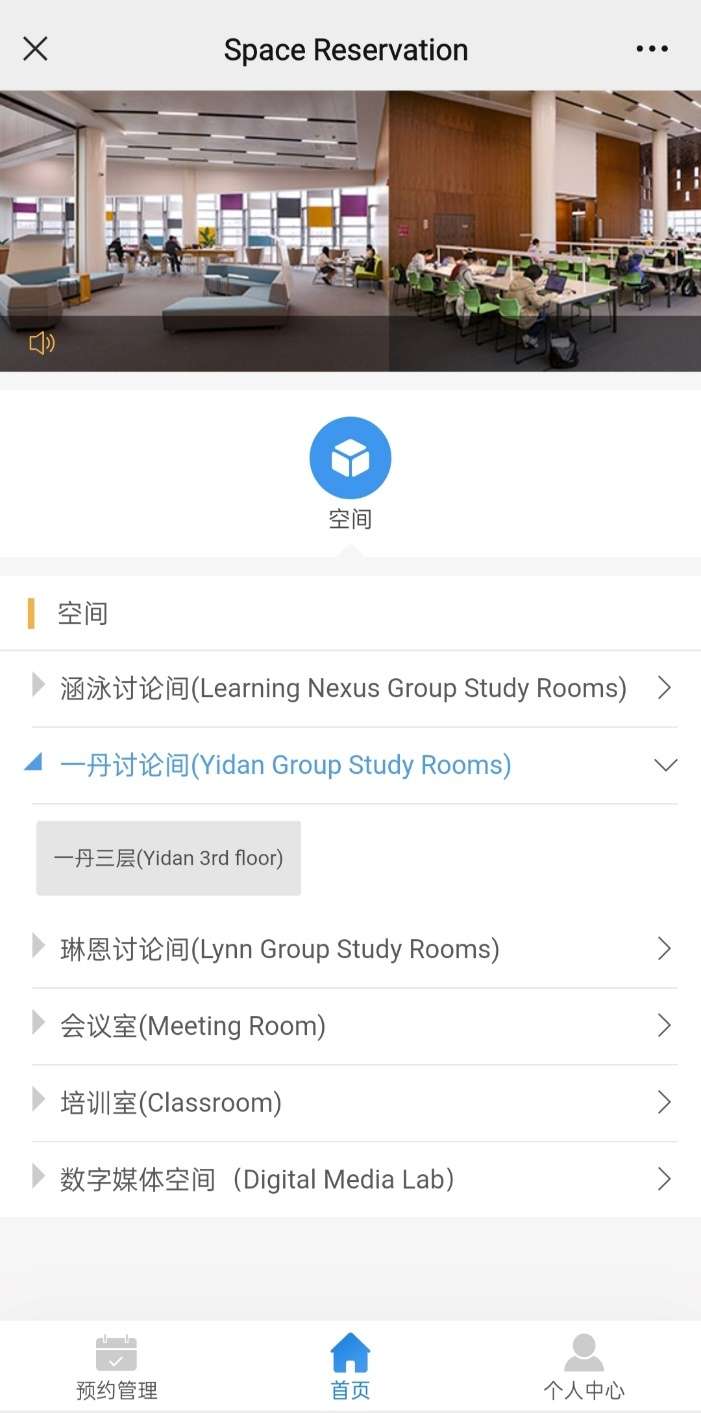 Space Reservation
空间
空间
涵泳讨论间(Learning Nexus Group Study Rooms)
一丹讨论间(Yidan Group Study Rooms)
一丹三层(Yidan 3rd floor)
琳恩讨论间(Lynn Group Study Rooms)
会议室(Meeting Room)
培训室(Classroom)
数字媒体空间（Digital Media Lab）
预约管理
首页
个人中心